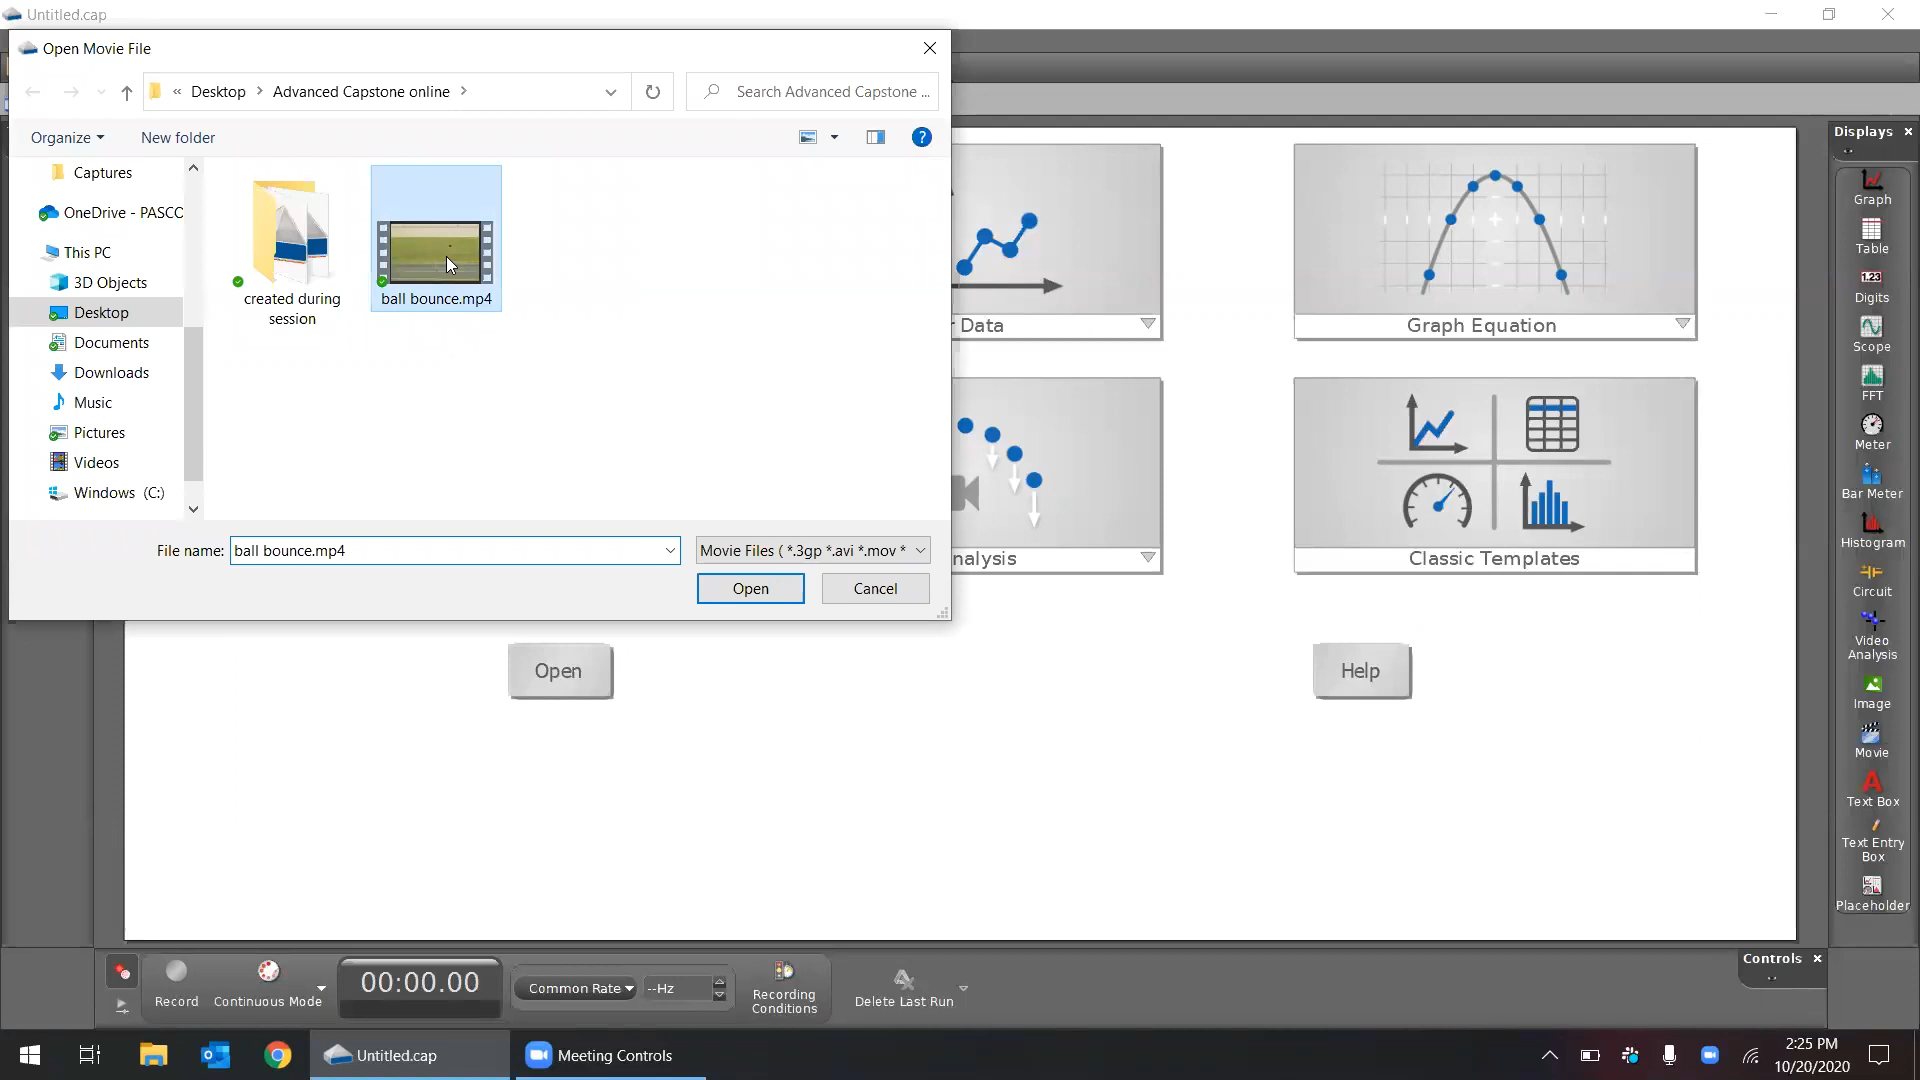 Untitled.cap
Open Movie File
« Desktop > Advanced Capstone online >
Search Advanced Capstone ...
Organize
New folder
Captures
OneDrive - PASCO
This PC
3D Objects
Desktop
Documents
Downloads
Music
Pictures
Videos
Windows (C:)
created during
session
ball bounce.mp4
File name:
ball bounce.mp4
Movie Files ( *.3gp *.avi *.mov *
Open
Cancel
r Data
Graph Equation
nalysis
Classic Templates
Open
Help
Displays
Graph
Table
1.23
Digits
Scope
FFT
Meter
Bar Meter
Histogram
Circuit
Video
Analysis
Image
Movie
A
Text Box
Text Entry
Box
Placeholder
Record
Continuous Mode
00:00.00
Common Rate
--Hz
Recording
Conditions
Delete Last Run
Controls
Untitled.cap
Meeting Controls
2:25 PM
10/20/2020